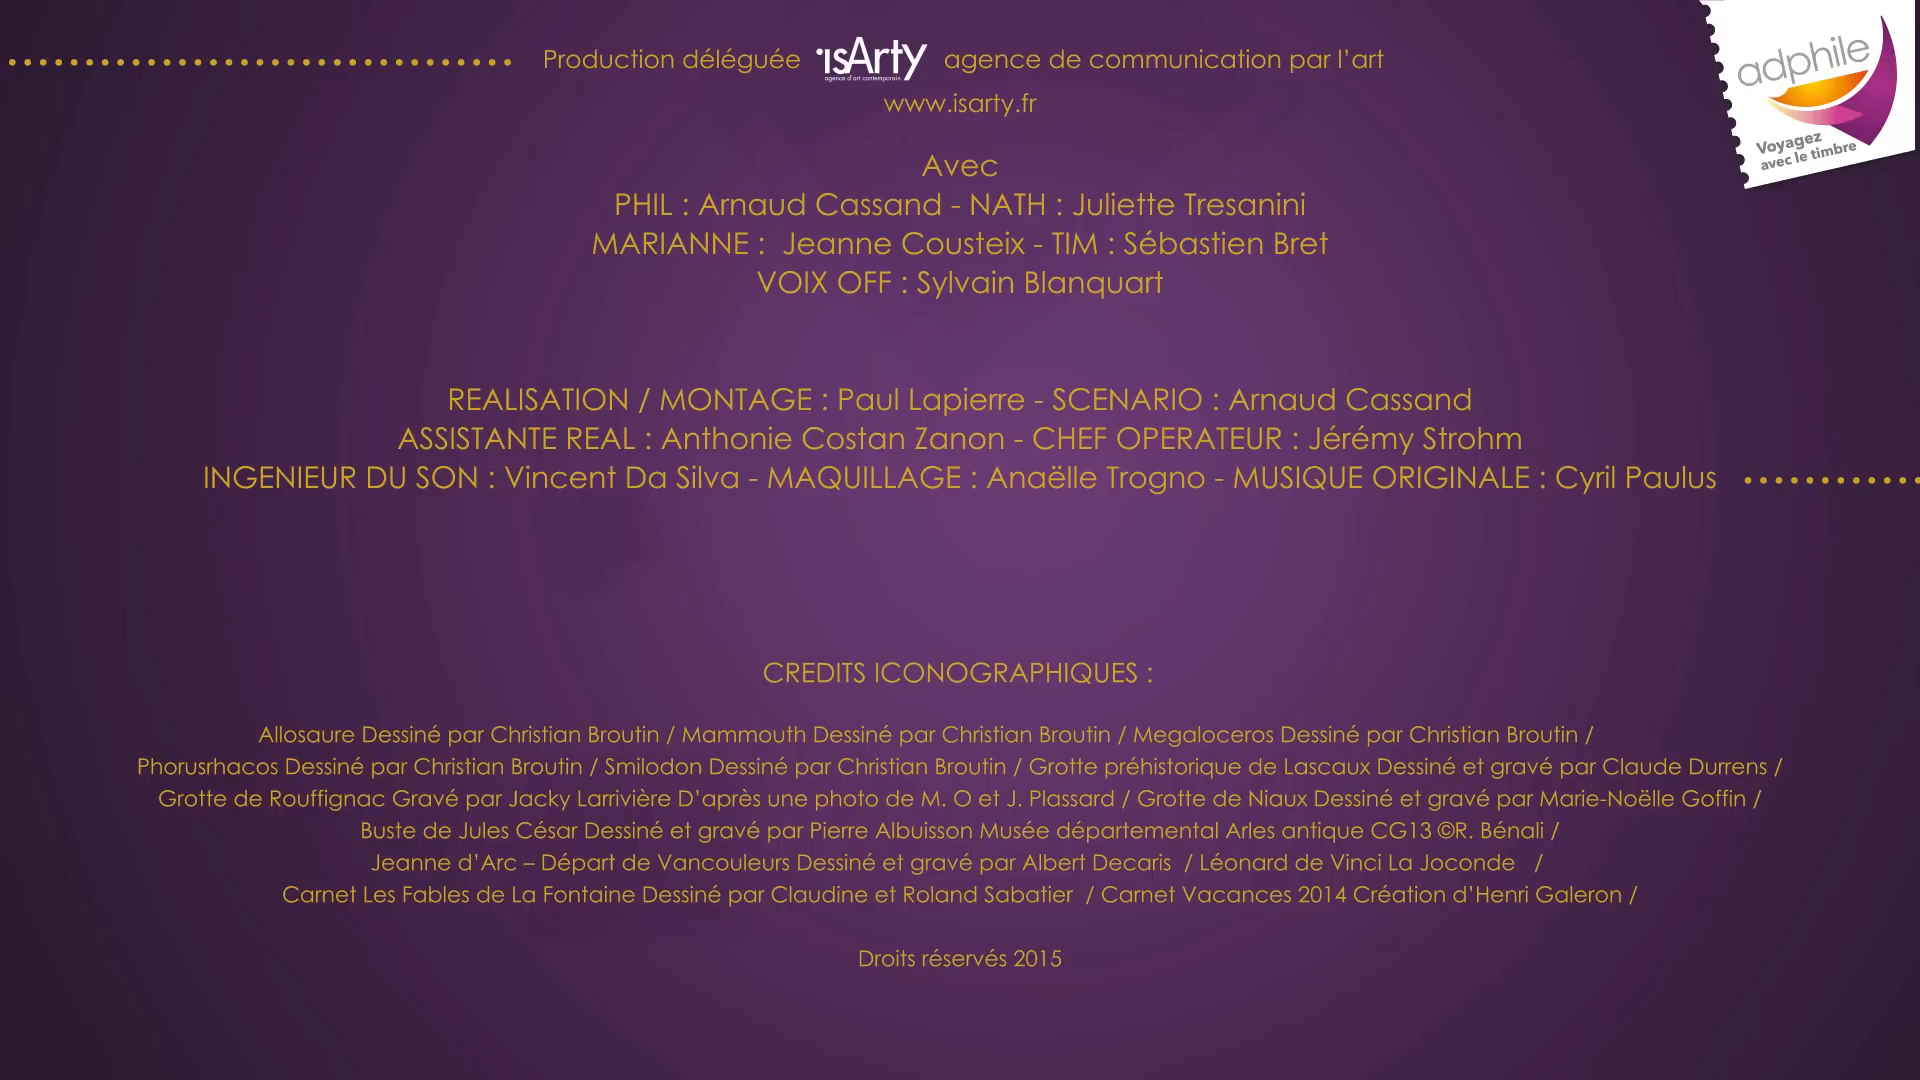 Production déléguée isArty agence de communication par l'art
agence d'art contemporain
www.isarty.fr
adphile
Voyagez
avec le timbre
Avec
PHIL : Arnaud Cassand - NATH : Juliette Tresanini
MARIANNE : Jeanne Cousteix - TIM : Sébastien Bret
VOIX OFF : Sylvain Blanquart
REALISATION / MONTAGE : Paul Lapierre - SCENARIO : Arnaud Cassand
ASSISTANTE REAL : Anthonie Costan Zanon - CHEF OPERATEUR : Jérémy Strohm
INGENIEUR DU SON : Vincent Da Silva - MAQUILLAGE : Anaëlle Trogno - MUSIQUE ORIGINALE : Cyril Paulus
CREDITS ICONOGRAPHIQUES :
Allosaure Dessiné par Christian Broutin / Mammouth Dessiné par Christian Broutin / Megaloceros Dessiné par Christian Broutin /
Phorusrhacos Dessiné par Christian Broutin / Smilodon Dessiné par Christian Broutin / Grotte préhistorique de Lascaux Dessiné et gravé par Claude Durrens /
Grotte de Rouffignac Gravé par Jacky Larrivière D'après une photo de M. O et J. Plassard / Grotte de Niaux Dessiné et gravé par Marie-Noëlle Goffin /
Buste de Jules César Dessiné et gravé par Pierre Albuisson Musée départemental Arles antique CG13 ©R. Bénali /
Jeanne d'Arc – Départ de Vancouleurs Dessiné et gravé par Albert Decaris / Léonard de Vinci La Joconde /
Carnet Les Fables de La Fontaine Dessiné par Claudine et Roland Sabatier / Carnet Vacances 2014 Création d'Henri Galeron /
Droits réservés 2015